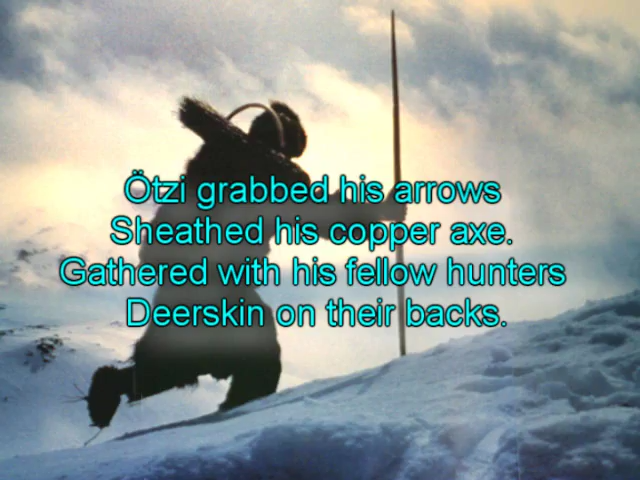 Ötzi grabbed his arrows
Sheathed his copper axe.
Gathered with his fellow hunters
Deerskin on their backs.